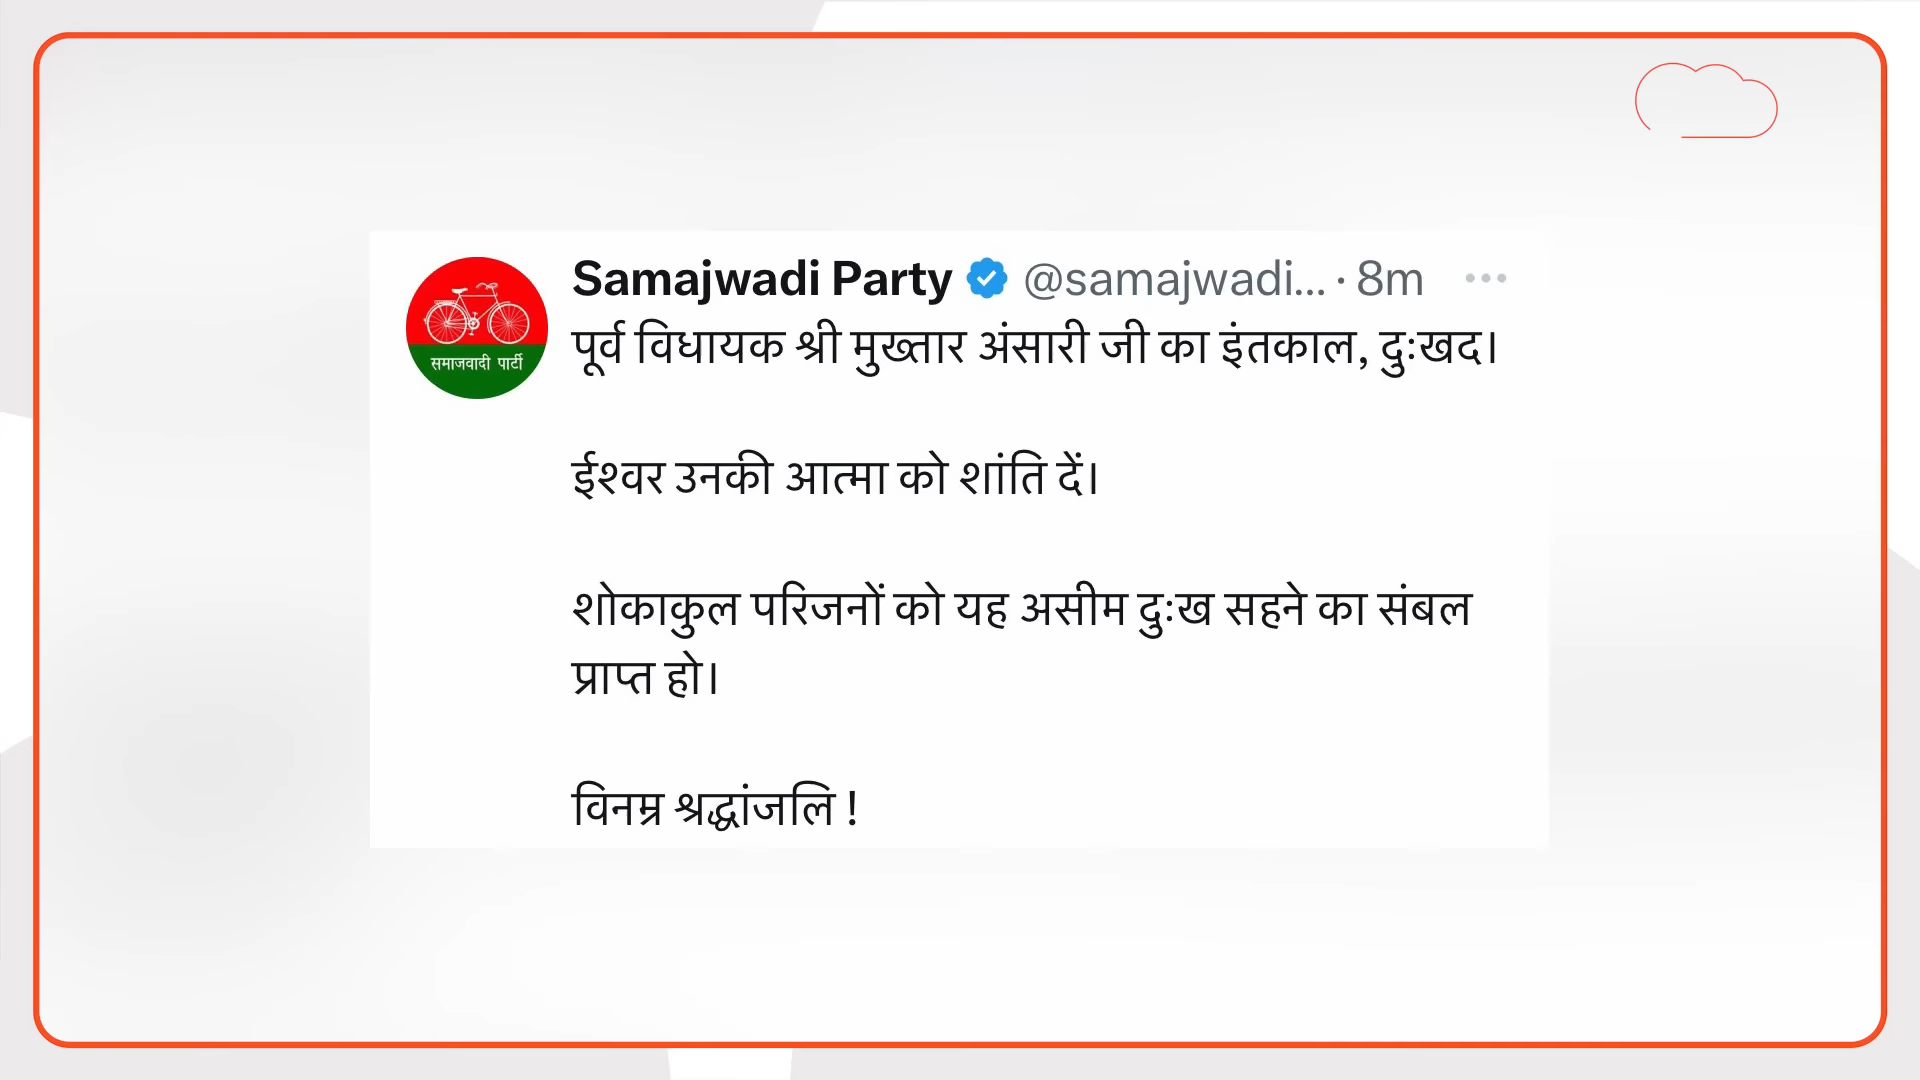 Samajwadi Party @samajwadi... · 8m
समाजवादी पार्टी
पूर्व विधायक श्री मुख्तार अंसारी जी का इंतकाल, दुःखद।
ईश्वर उनकी आत्मा को शांति दें।
शोकाकुल परिजनों को यह असीम दुःख सहने का संबल
प्राप्त हो।
विनम्र श्रद्धांजलि !